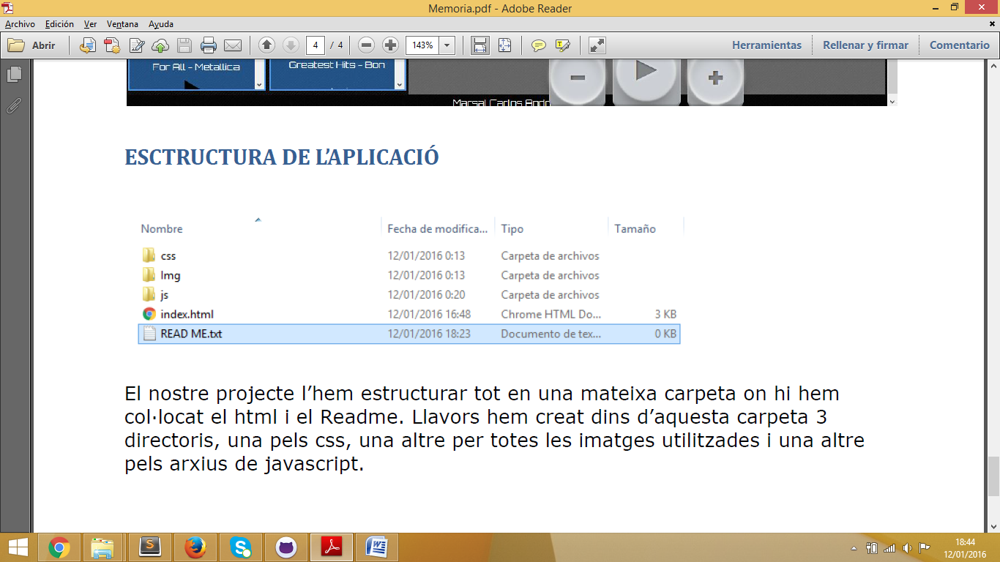 Memoria.pdf - Adobe Reader
Archivo Edición Ver Ventana Ayuda
Abrir 4 / 4 143% Herramientas Rellenar y firmar Comentario
For All - Metallica Greatest Hits - Bon
Marsal Carlos
ESCTRUCTURA DE L’APLICACIÓ
Nombre Fecha de modifica... Tipo Tamaño
css 12/01/2016 0:13 Carpeta de archivos
Img 12/01/2016 0:13 Carpeta de archivos
js 12/01/2016 0:20 Carpeta de archivos
index.html 12/01/2016 16:48 Chrome HTML Do... 3 KB
READ ME.txt 12/01/2016 18:23 Documento de tex... 0 KB
El nostre projecte l’hem estructurar tot en una mateixa carpeta on hi hem
col·locat el html i el Readme. Llavors hem creat dins d’aquesta carpeta 3
directoris, una pels css, una altre per totes les imatges utilitzades i una altre
pels arxius de javascript.
18:44
12/01/2016